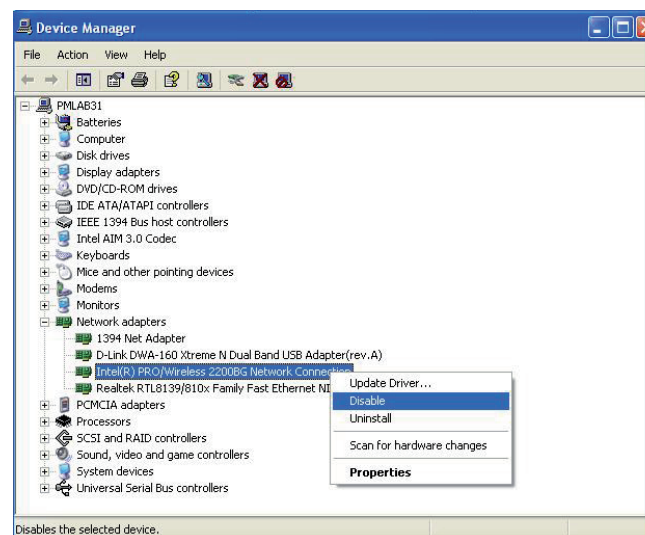 Device Manager
File Action View Help
PMLAB31
Batteries
Computer
Disk drives
Display adapters
DVD/CD-ROM drives
IDE ATA/ATAPI controllers
IEEE 1394 Bus host controllers
Intel AIM 3.0 Codec
Keyboards
Mice and other pointing devices
Modems
Monitors
Network adapters
1394 Net Adapter
D-Link DWA-160 Xtreme N Dual Band USB Adapter(rev.A)
Intel(R) PRO/Wireless 2200BG Network Connection
Realtek RTL8139/810x Family Fast Ethernet NI
PCMCIA adapters
Processors
SCSI and RAID controllers
Sound, video and game controllers
System devices
Universal Serial Bus controllers
Update Driver...
Disable
Uninstall
Scan for hardware changes
Properties
Disables the selected device.